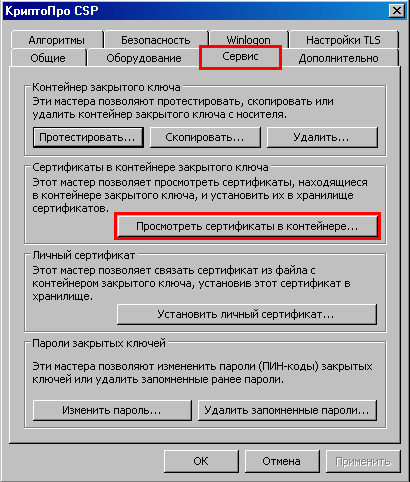 КриптоПро CSP
Алгоритмы Безопасность Winlogon Настройки TLS
Общие Оборудование Сервис Дополнительно
Контейнер закрытого ключа
Эти мастера позволяют протестировать, скопировать или
удалить контейнер закрытого ключа с носителя.
Протестировать... Скопировать... Удалить...
Сертификаты в контейнере закрытого ключа
Этот мастер позволяет просмотреть сертификаты, находящиеся
в контейнере закрытого ключа, и установить их в хранилище
сертификатов.
Просмотреть сертификаты в контейнере...
Личный сертификат
Этот мастер позволяет связать сертификат из файла с
контейнером закрытого ключа, установив этот сертификат в
хранилище.
Установить личный сертификат...
Пароли закрытых ключей
Эти мастера позволяют измененить пароли (ПИН-коды) закрытых
ключей или удалить запомненные ранее пароли.
Изменить пароль... Удалить запомненные пароли...
ОК Отмена Применить